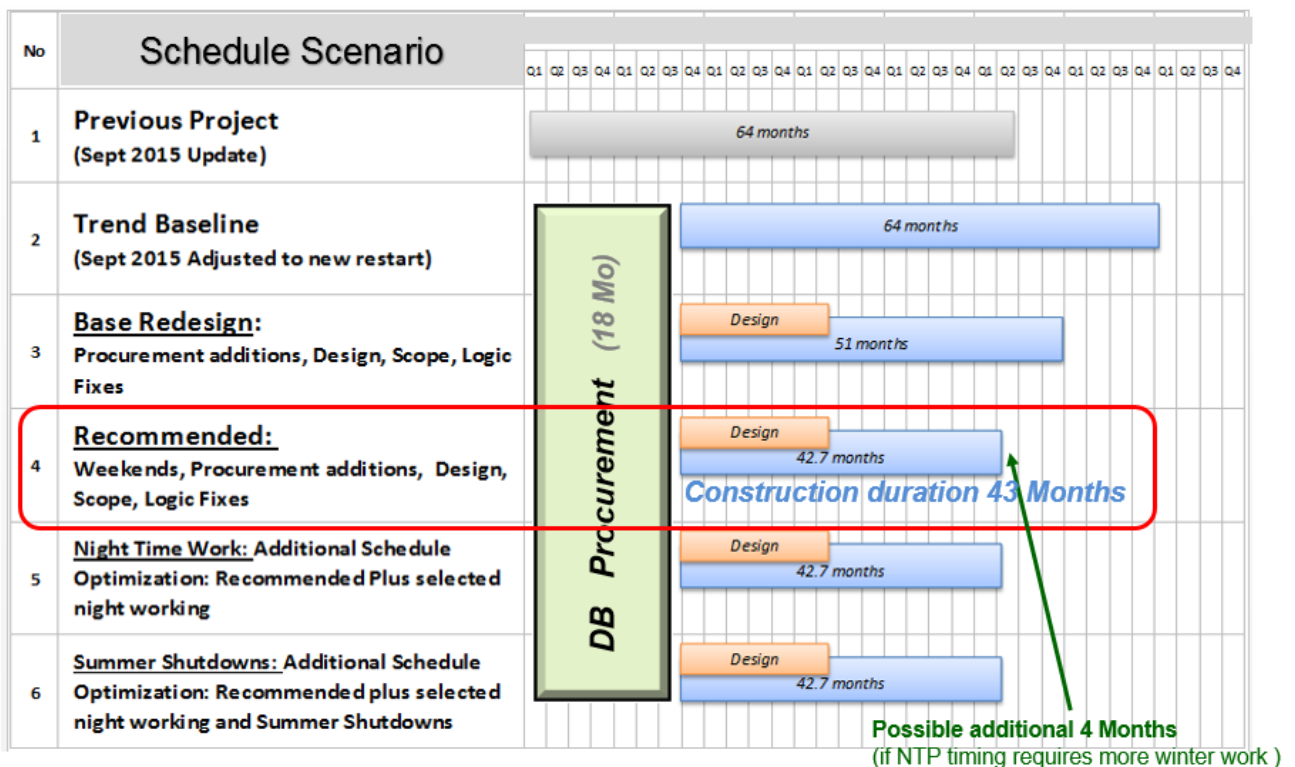 No
Schedule Scenario
Q1 Q2 Q3 Q4 Q1 Q2 Q3 Q4 Q1 Q2 Q3 Q4 Q1 Q2 Q3 Q4 Q1 Q2 Q3 Q4 Q1 Q2 Q3 Q4 Q1 Q2 Q3 Q4 Q1 Q2 Q3 Q4
1
Previous Project
(Sept 2015 Update)
64 months
2
Trend Baseline
(Sept 2015 Adjusted to new restart)
64 months
DB Procurement (18 Mo)
3
Base Redesign:
Procurement additions, Design, Scope, Logic
Fixes
Design
51 months
4
Recommended:
Weekends, Procurement additions, Design,
Scope, Logic Fixes
Design
42.7 months
Construction duration 43 Months
5
Night Time Work: Additional Schedule
Optimization: Recommended Plus selected
night working
Design
42.7 months
6
Summer Shutdowns: Additional Schedule
Optimization: Recommended plus selected
night working and Summer Shutdowns
Design
42.7 months
Possible additional 4 Months
(if NTP timing requires more winter work )